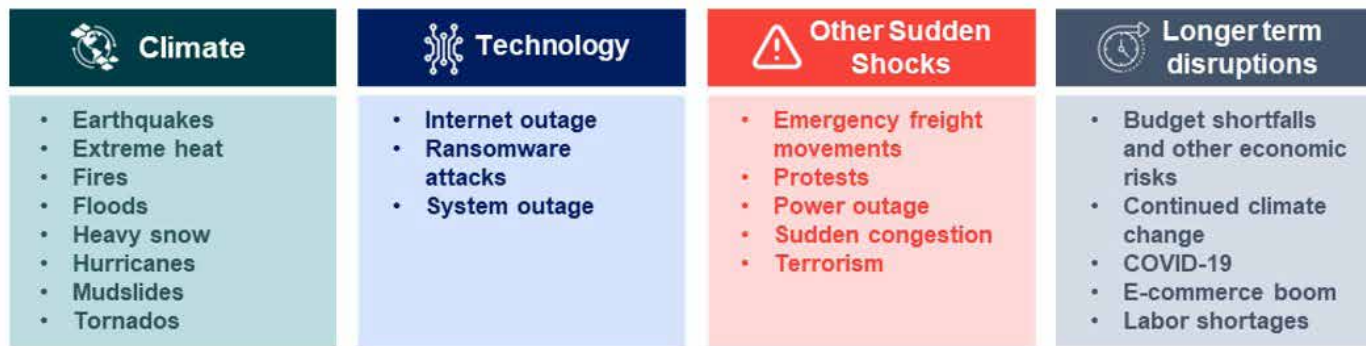 Climate
• Earthquakes
• Extreme heat
• Fires
• Floods
• Heavy snow
• Hurricanes
• Mudslides
• Tornados
Technology
• Internet outage
• Ransomware
attacks
• System outage
Other Sudden
Shocks
• Emergency freight
movements
• Protests
• Power outage
• Sudden congestion
• Terrorism
Longer term
disruptions
• Budget shortfalls
and other economic
risks
• Continued climate
change
• COVID-19
• E-commerce boom
• Labor shortages